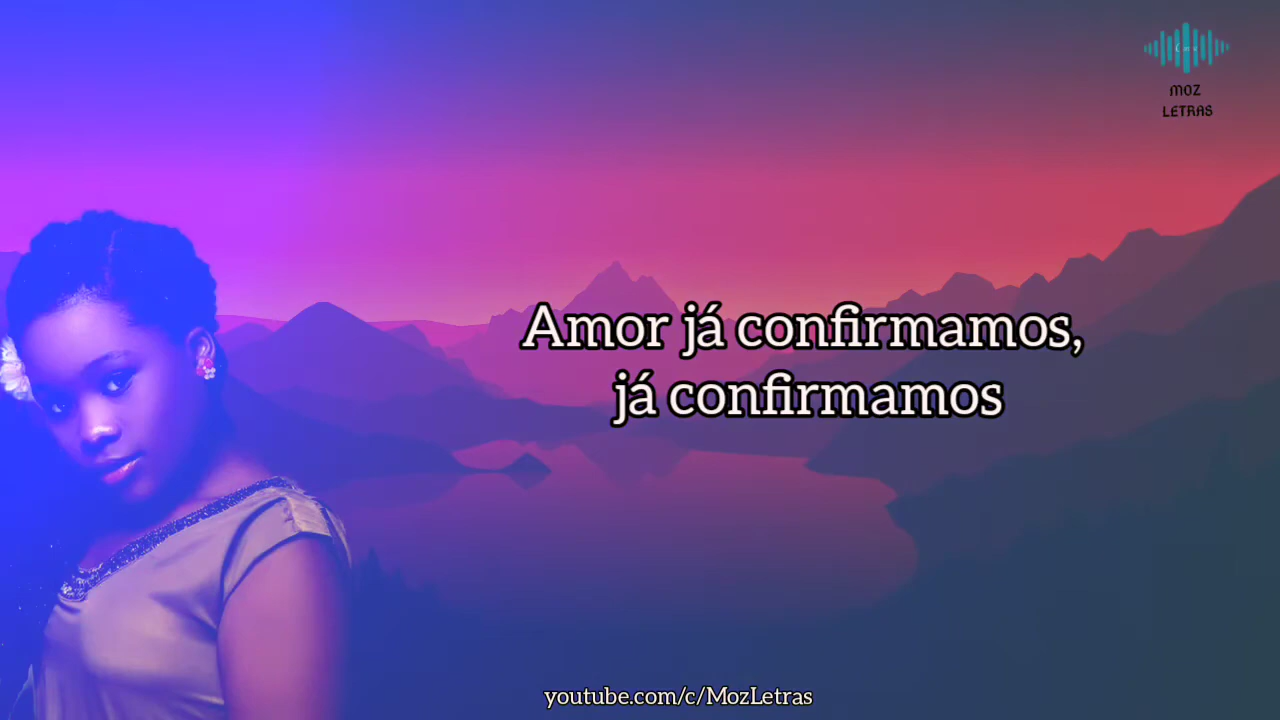 MOZ
LETRAS
Amor já confirmamos,
já confirmamos
youtube.com/c/MozLetras